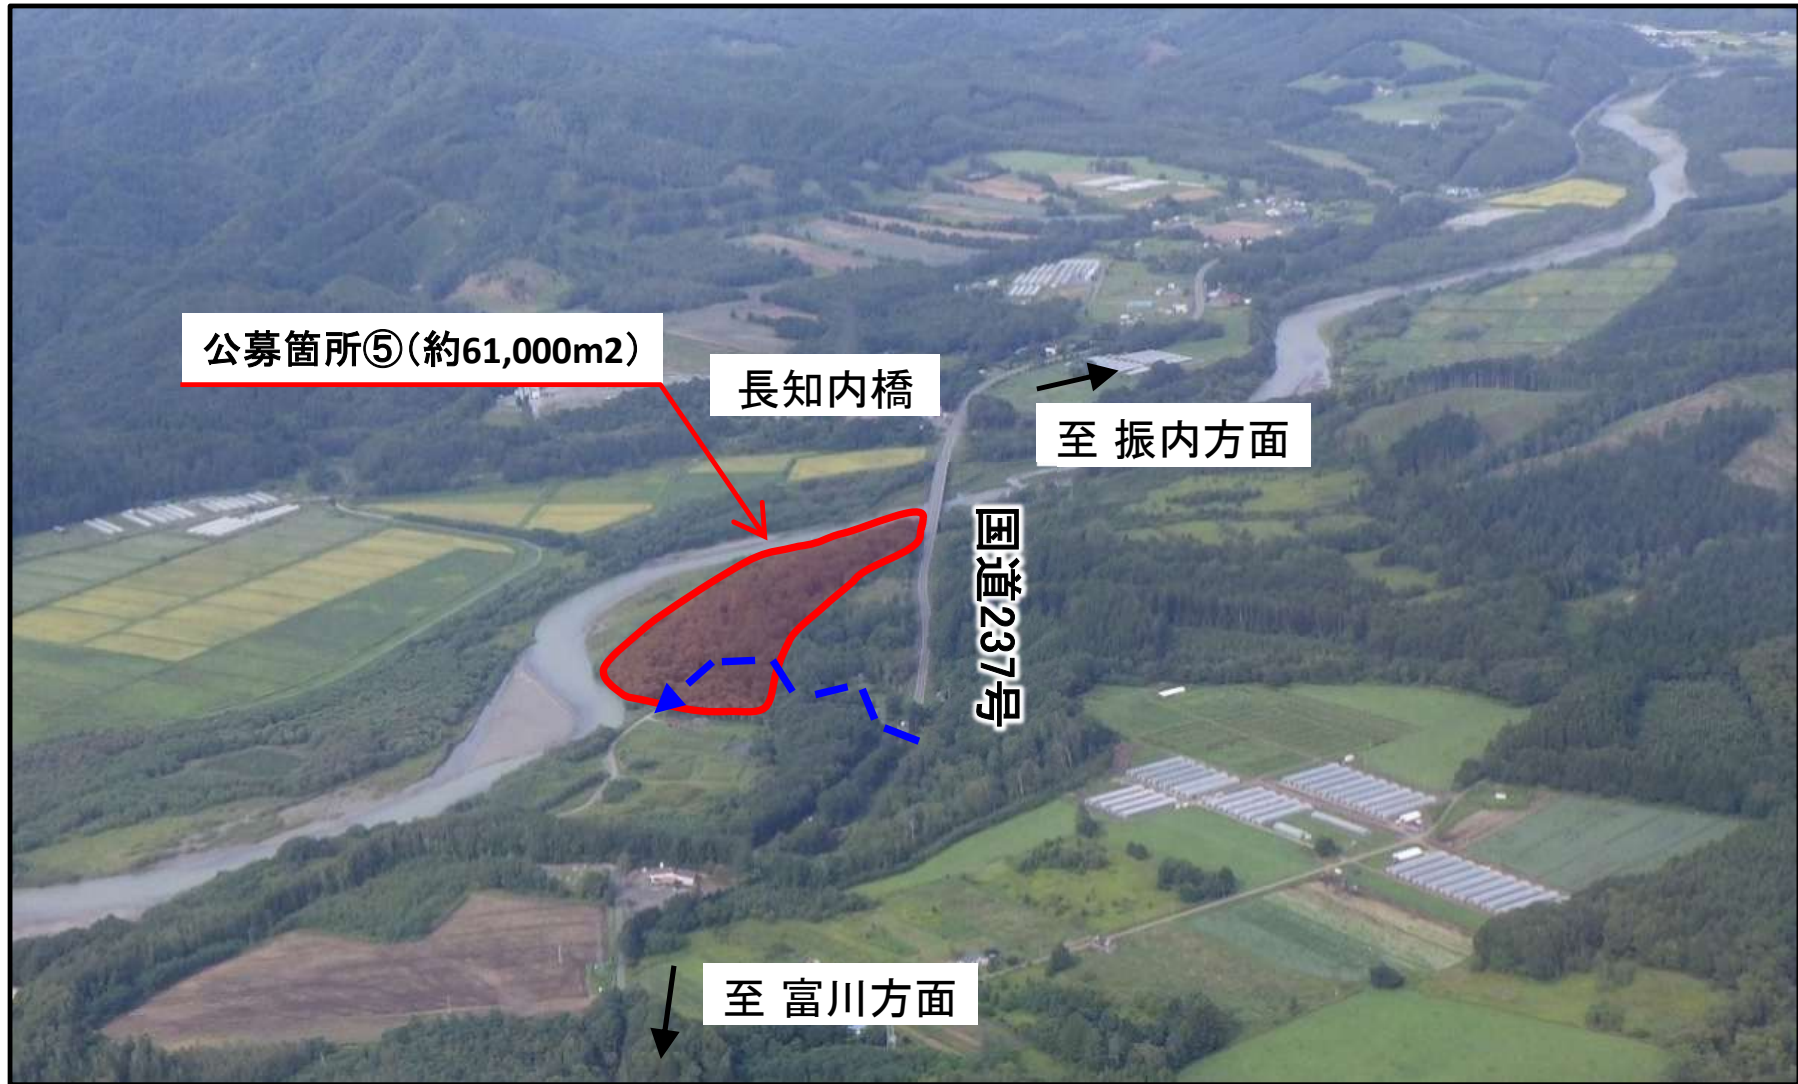 公募箇所⑤(約61,000m2)
長知内橋
至 振内方面
国道237号
至 富川方面